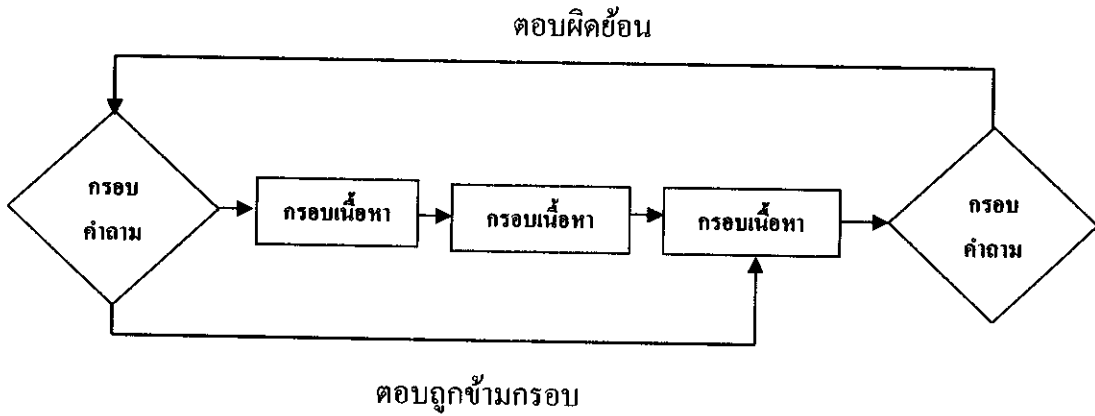 ตอบผิดย้อน
กรอบ
คำถาม
กรอบเนื้อหา
กรอบเนื้อหา
กรอบเนื้อหา
กรอบ
คำถาม
ตอบถูกข้ามกรอบ